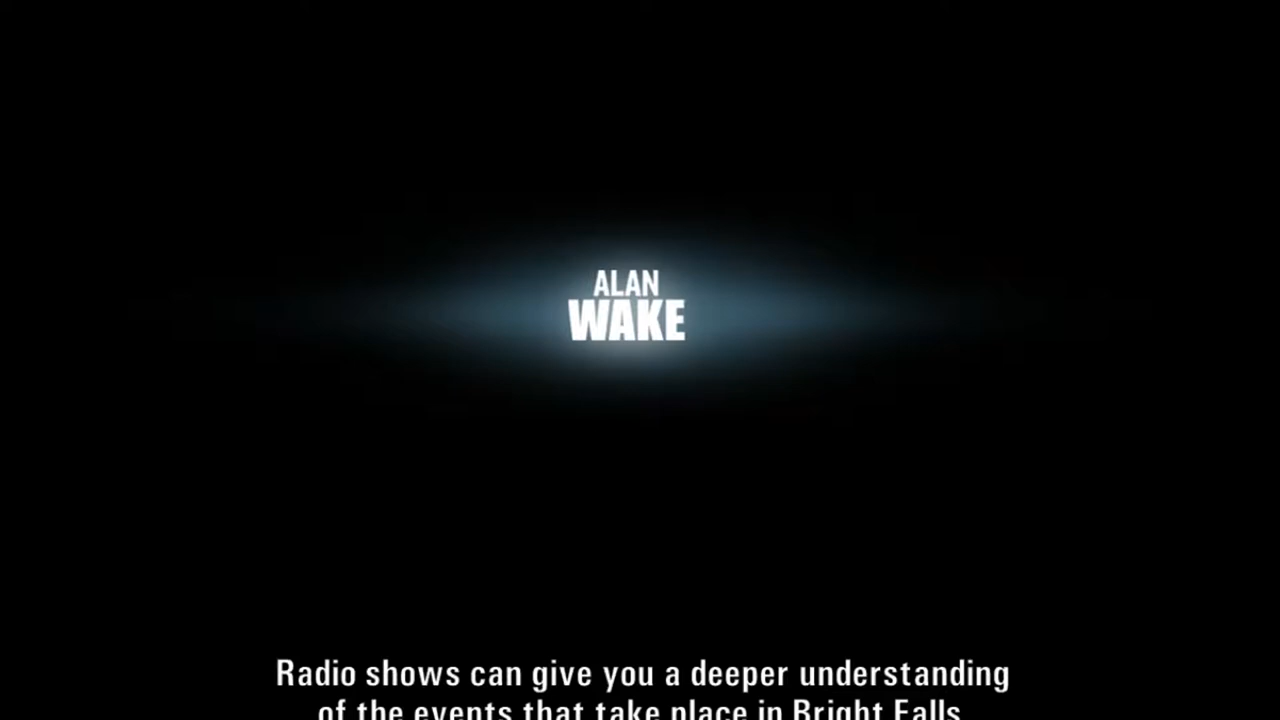 ALAN
WAKE
Radio shows can give you a deeper understanding
of the events that take place in Bright Falls